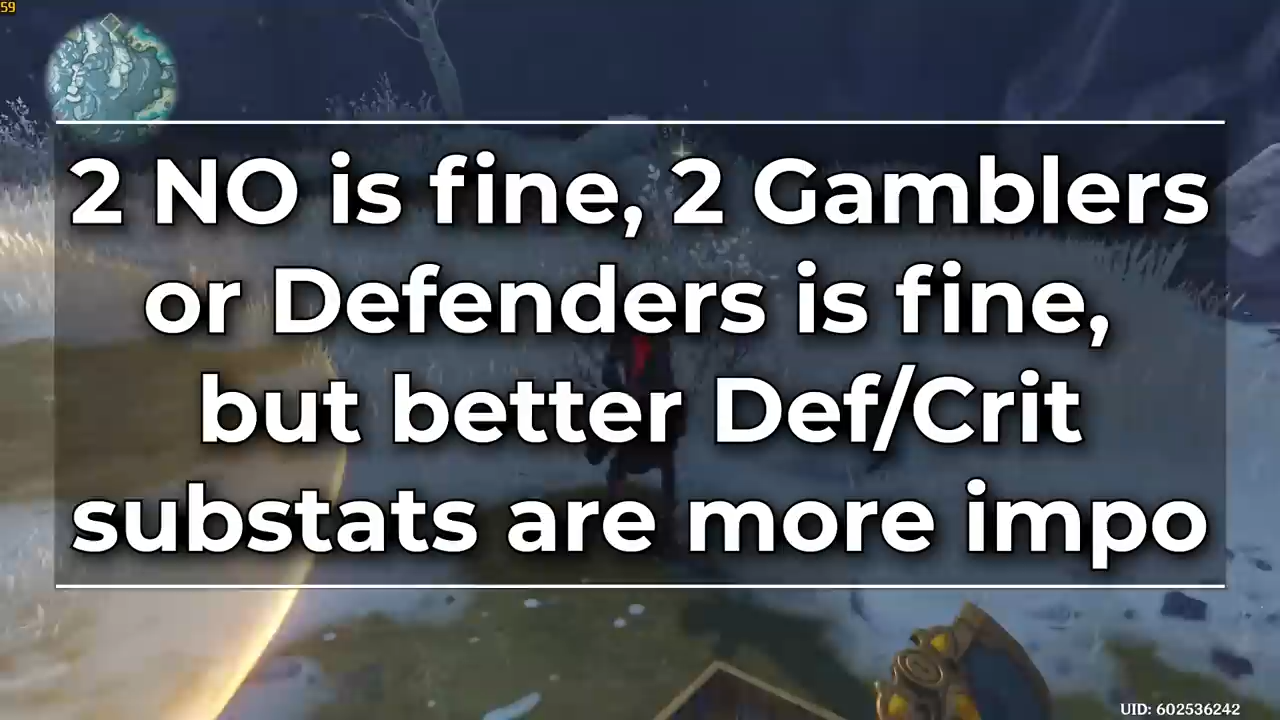 59
2 NO is fine, 2 Gamblers
or Defenders is fine,
but better Def/Crit
substats are more impo
UID: 602536242